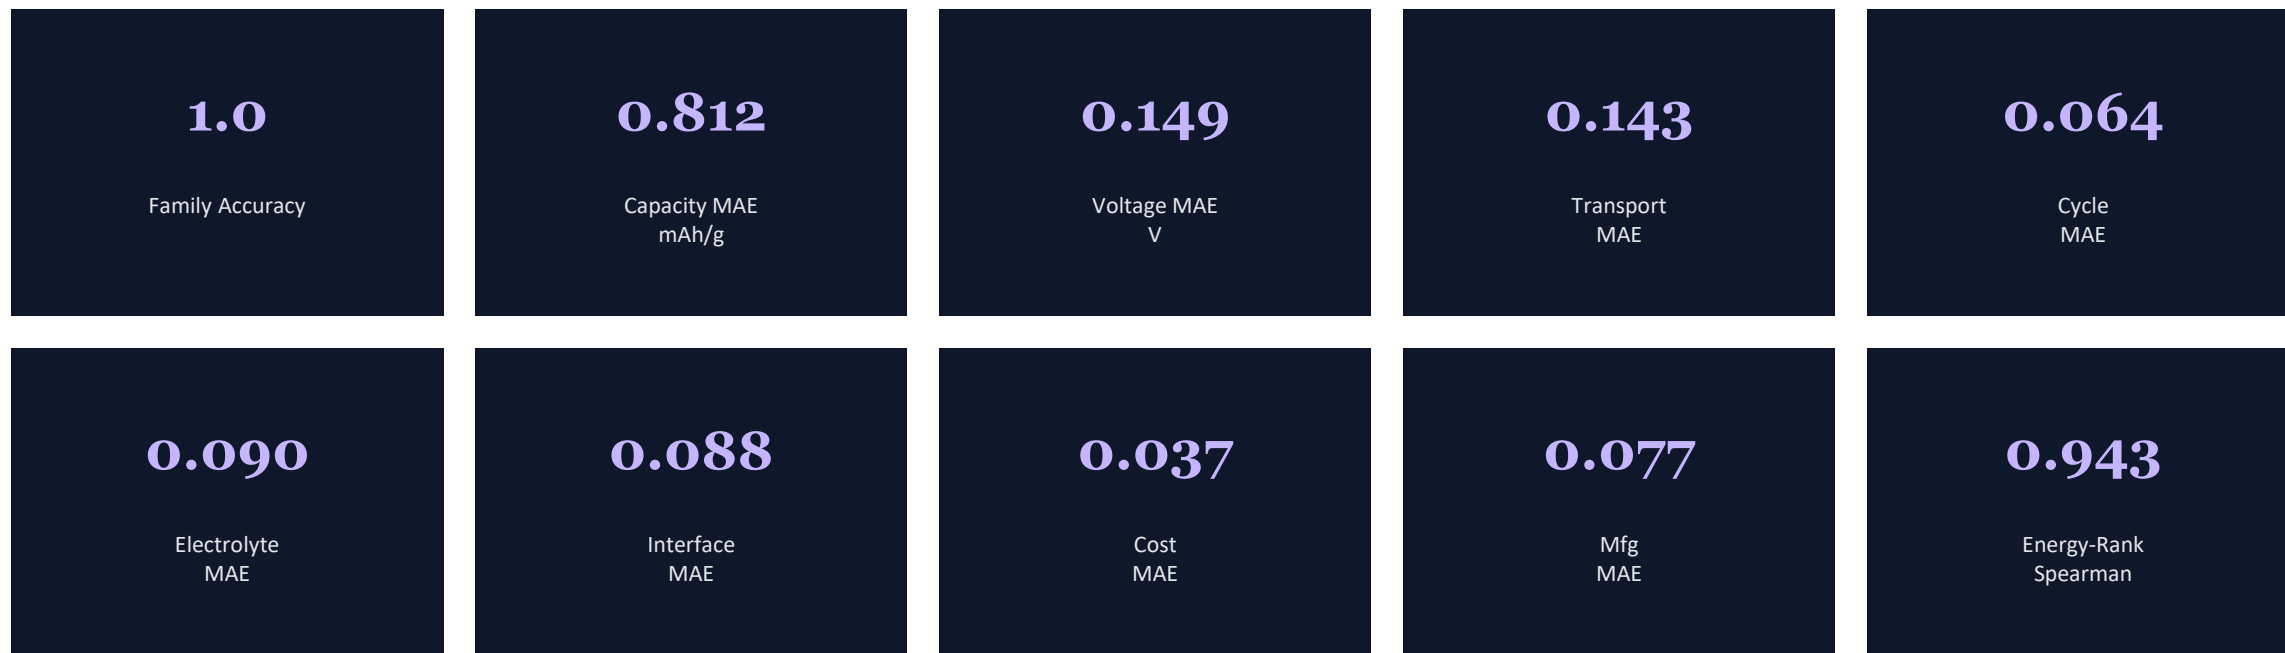 1.0
Family Accuracy
0.812
Capacity MAE
mAh/g
0.149
Voltage MAE
V
0.143
Transport
MAE
0.064
Cycle
MAE
0.090
Electrolyte
MAE
0.088
Interface
MAE
0.037
Cost
MAE
0.077
Mfg
MAE
0.943
Energy-Rank
Spearman